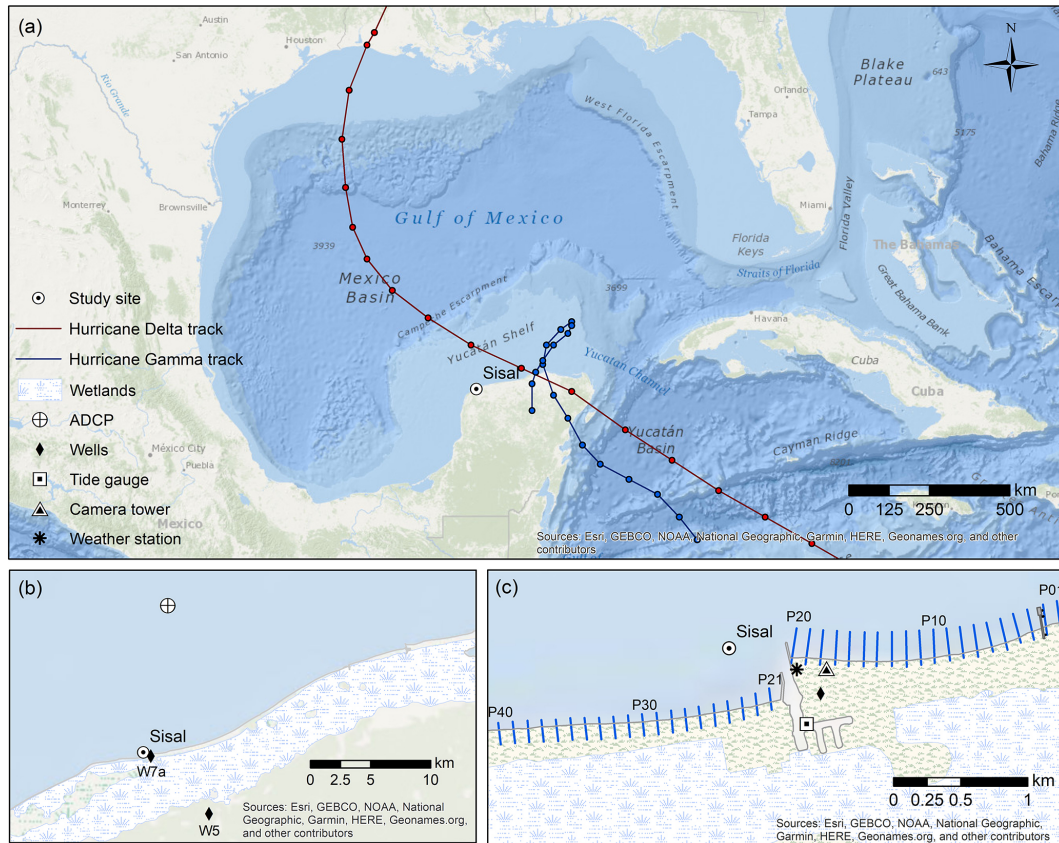 (a)
N
Austin
Houston
San Antonio
Rio Grande
Monterrey
Brownsville
Blake
Plateau
643
Orlando
Tampa
West Florida Escarpment
5175
Bahama Ridge
Gulf of Mexico
Miami
Florida Valley
Florida
Keys
The Bahamas
Straits of Florida
Great Bahama Bank
3939
Mexico
Basin
Campeche Escarpment
3699
Yucatán Shelf
Havana
Yucatan Channel
Sisal
Cuba
Cuba
Yucatán
Basin
Cayman Ridge
México City
Puebla
Mexico
Study site
Hurricane Delta track
Hurricane Gamma track
Wetlands
ADCP
Wells
Tide gauge
Camera tower
Weather station
km
0 125 250 500
Sources: Esri, GEBCO, NOAA, National Geographic, Garmin, HERE, Geonames.org, and other
contributors
(b)
Sisal
W7a
W5
km
0 2.5 5 10
Sources: Esri, GEBCO, NOAA, National
Geographic, Garmin, HERE, Geonames.org,
and other contributors
(c)
P01
P10
P20
Sisal
P21
P30
P40
km
0 0.25 0.5 1
Sources: Esri, GEBCO, NOAA, National Geographic,
Garmin, HERE, Geonames.org, and other contributors